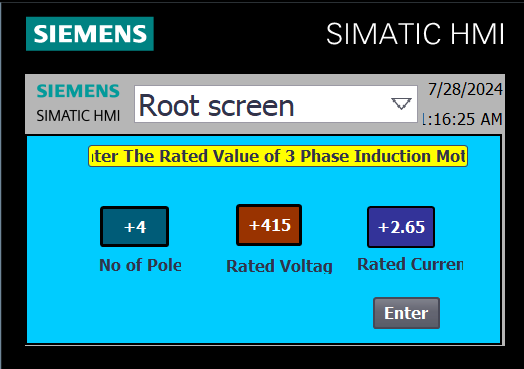 SIEMENS
SIMATIC HMI
SIEMENS
SIMATIC HMI
Root screen
7/28/2024
1:16:25 AM
ter The Rated Value of 3 Phase Induction Mot
+4
+415
+2.65
No of Pole
Rated Voltag
Rated Curren
Enter